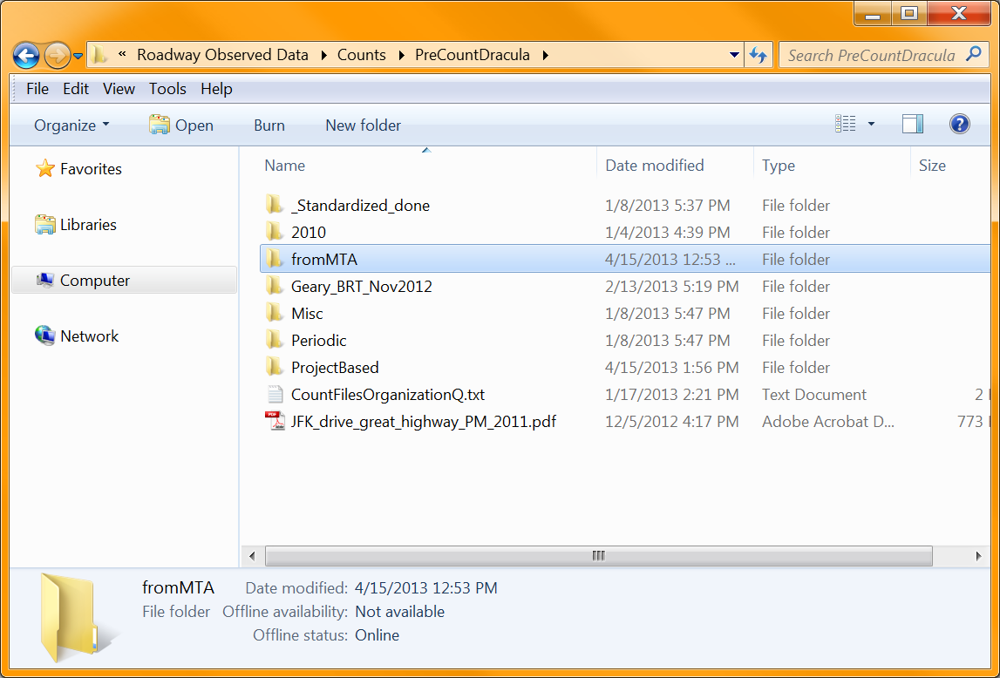 « Roadway Observed Data Counts PreCountDracula Search PreCountDracula
File Edit View Tools Help
Organize Open Burn New folder
Favorites
Libraries
Computer
Network
Name Date modified Type Size
_Standardized_done 1/8/2013 5:37 PM File folder
2010 1/4/2013 4:39 PM File folder
fromMTA 4/15/2013 12:53 ... File folder
Geary_BRT_Nov2012 2/13/2013 5:19 PM File folder
Misc 1/8/2013 5:47 PM File folder
Periodic 1/8/2013 5:47 PM File folder
ProjectBased 4/15/2013 1:56 PM File folder
CountFilesOrganizationQ.txt 1/17/2013 2:21 PM Text Document 2
JFK_drive_great_highway_PM_2011.pdf 12/5/2012 4:17 PM Adobe Acrobat D... 773
fromMTA Date modified: 4/15/2013 12:53 PM
File folder Offline availability: Not available
Offline status: Online